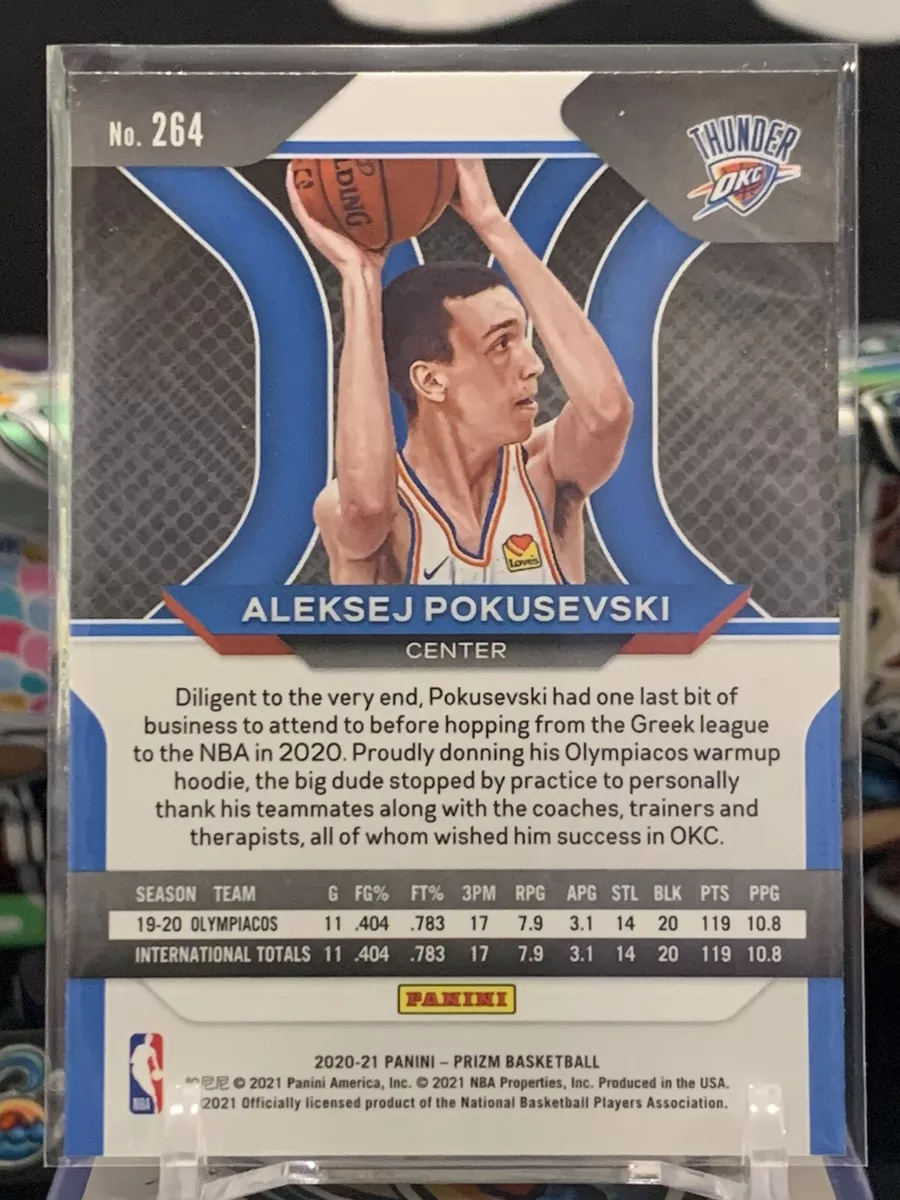 No. 264
THUNDER
OKC
LDING
Love's
ALEKSEJ POKUSEVSKI
CENTER
Diligent to the very end, Pokusevski had one last bit of
business to attend to before hopping from the Greek league
to the NBA in 2020. Proudly donning his Olympiacos warmup
hoodie, the big dude stopped by practice to personally
thank his teammates along with the coaches, trainers and
therapists, all of whom wished him success in OKC.
SEASON TEAM G FG% FT% 3PM RPG APG STL BLK PTS PPG
19-20 OLYMPIACOS 11 .404 .783 17 7.9 3.1 14 20 119 10.8
INTERNATIONAL TOTALS 11 .404 .783 17 7.9 3.1 14 20 119 10.8
PANINI
2020-21 PANINI – PRIZM BASKETBALL
© 2021 Panini America, Inc. © 2021 NBA Properties, Inc. Produced in the USA.
2021 Officially licensed product of the National Basketball Players Association.
NBA